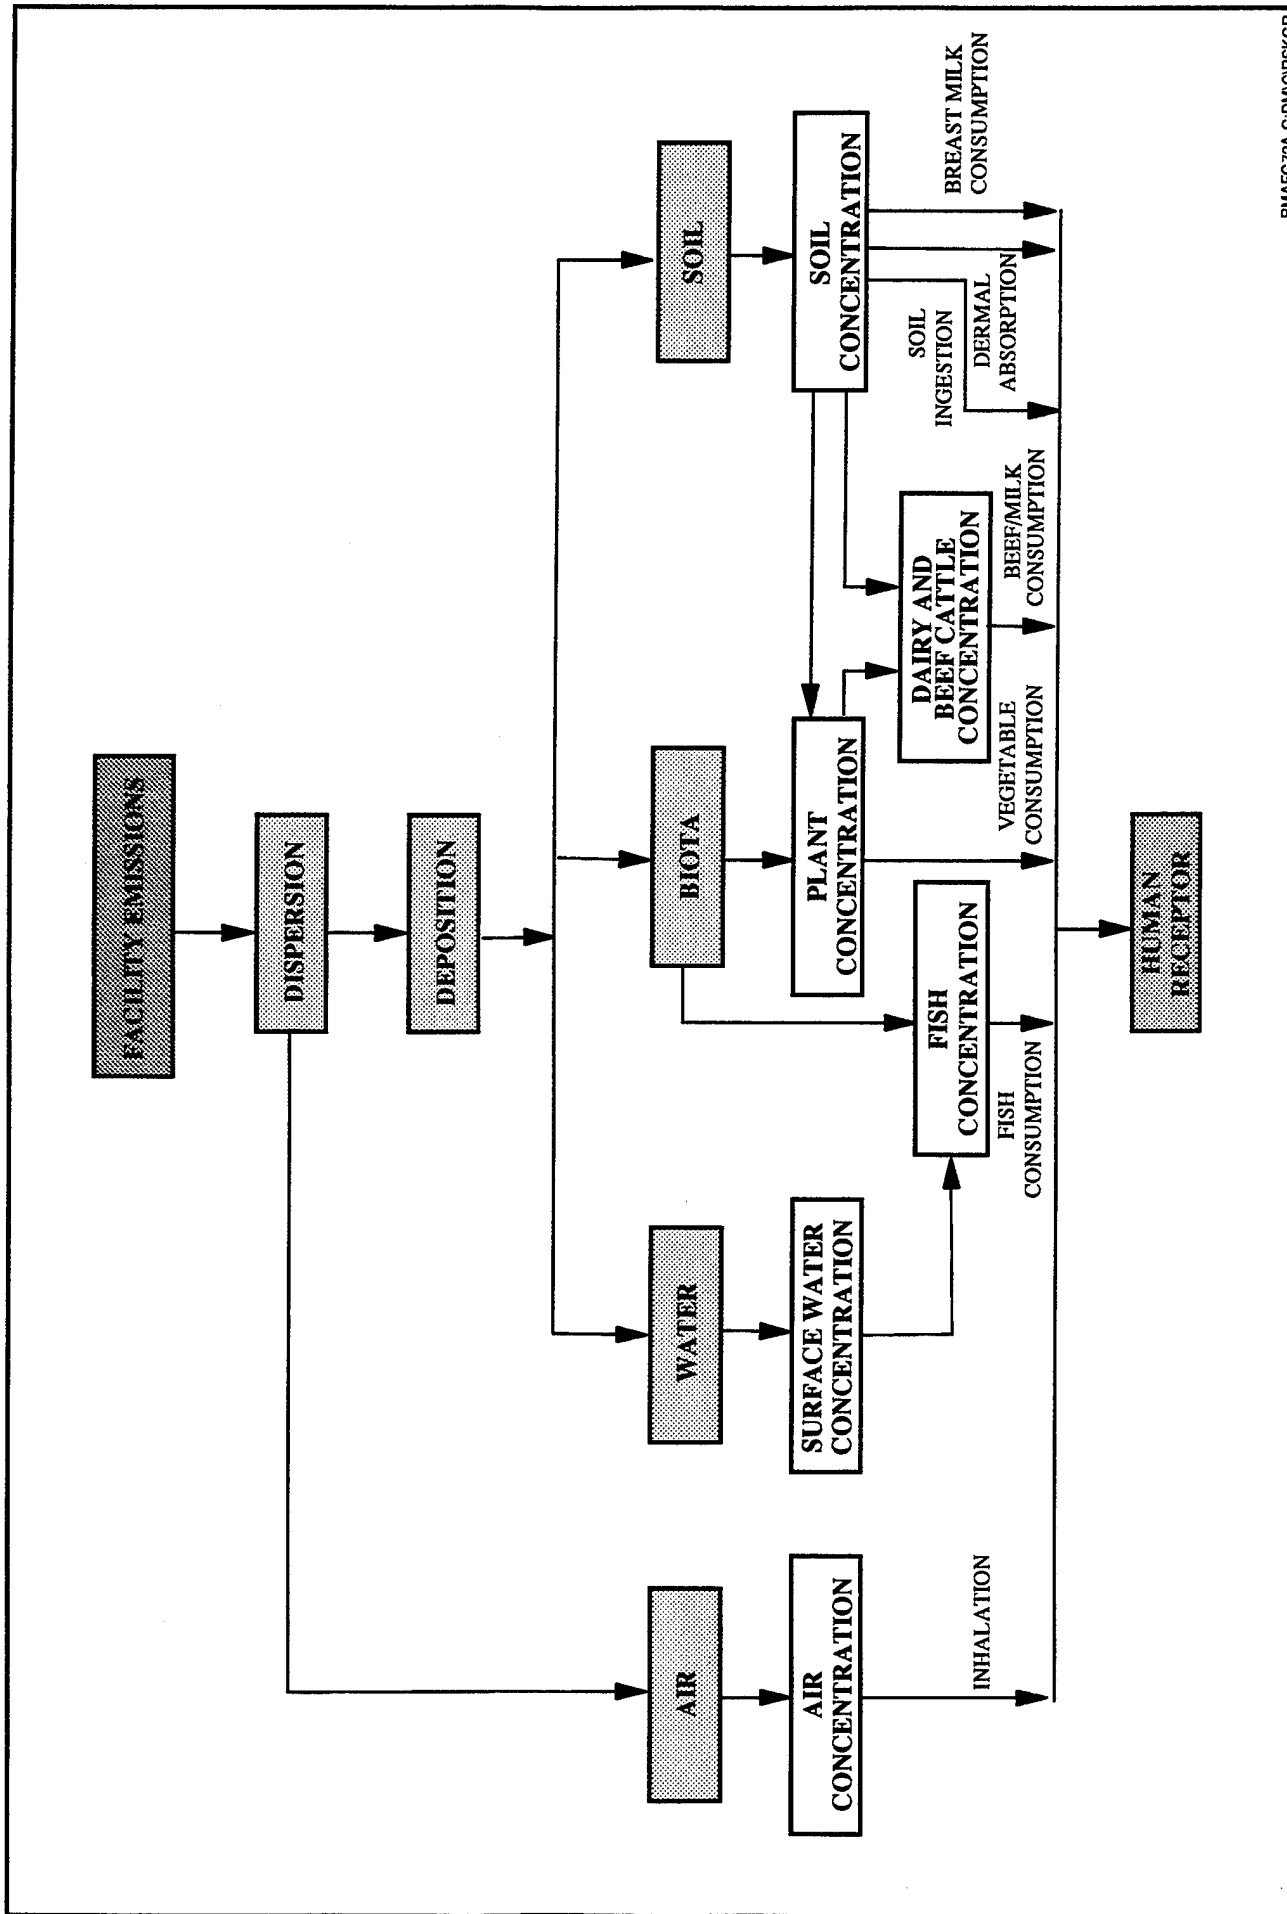 FACILITY EMISSIONS
DISPERSION
DEPOSITION
AIR
WATER
BIOTA
SOIL
AIR
CONCENTRATION
SURFACE WATER
CONCENTRATION
PLANT
CONCENTRATION
SOIL
CONCENTRATION
FISH
CONCENTRATION
DAIRY AND
BEEF CATTLE
CONCENTRATION
INHALATION
FISH
CONSUMPTION
VEGETABLE
CONSUMPTION
BEEF/MILK
CONSUMPTION
SOIL
INGESTION
DERMAL
ABSORPTION
BREAST MILK
CONSUMPTION
HUMAN
RECEPTOR